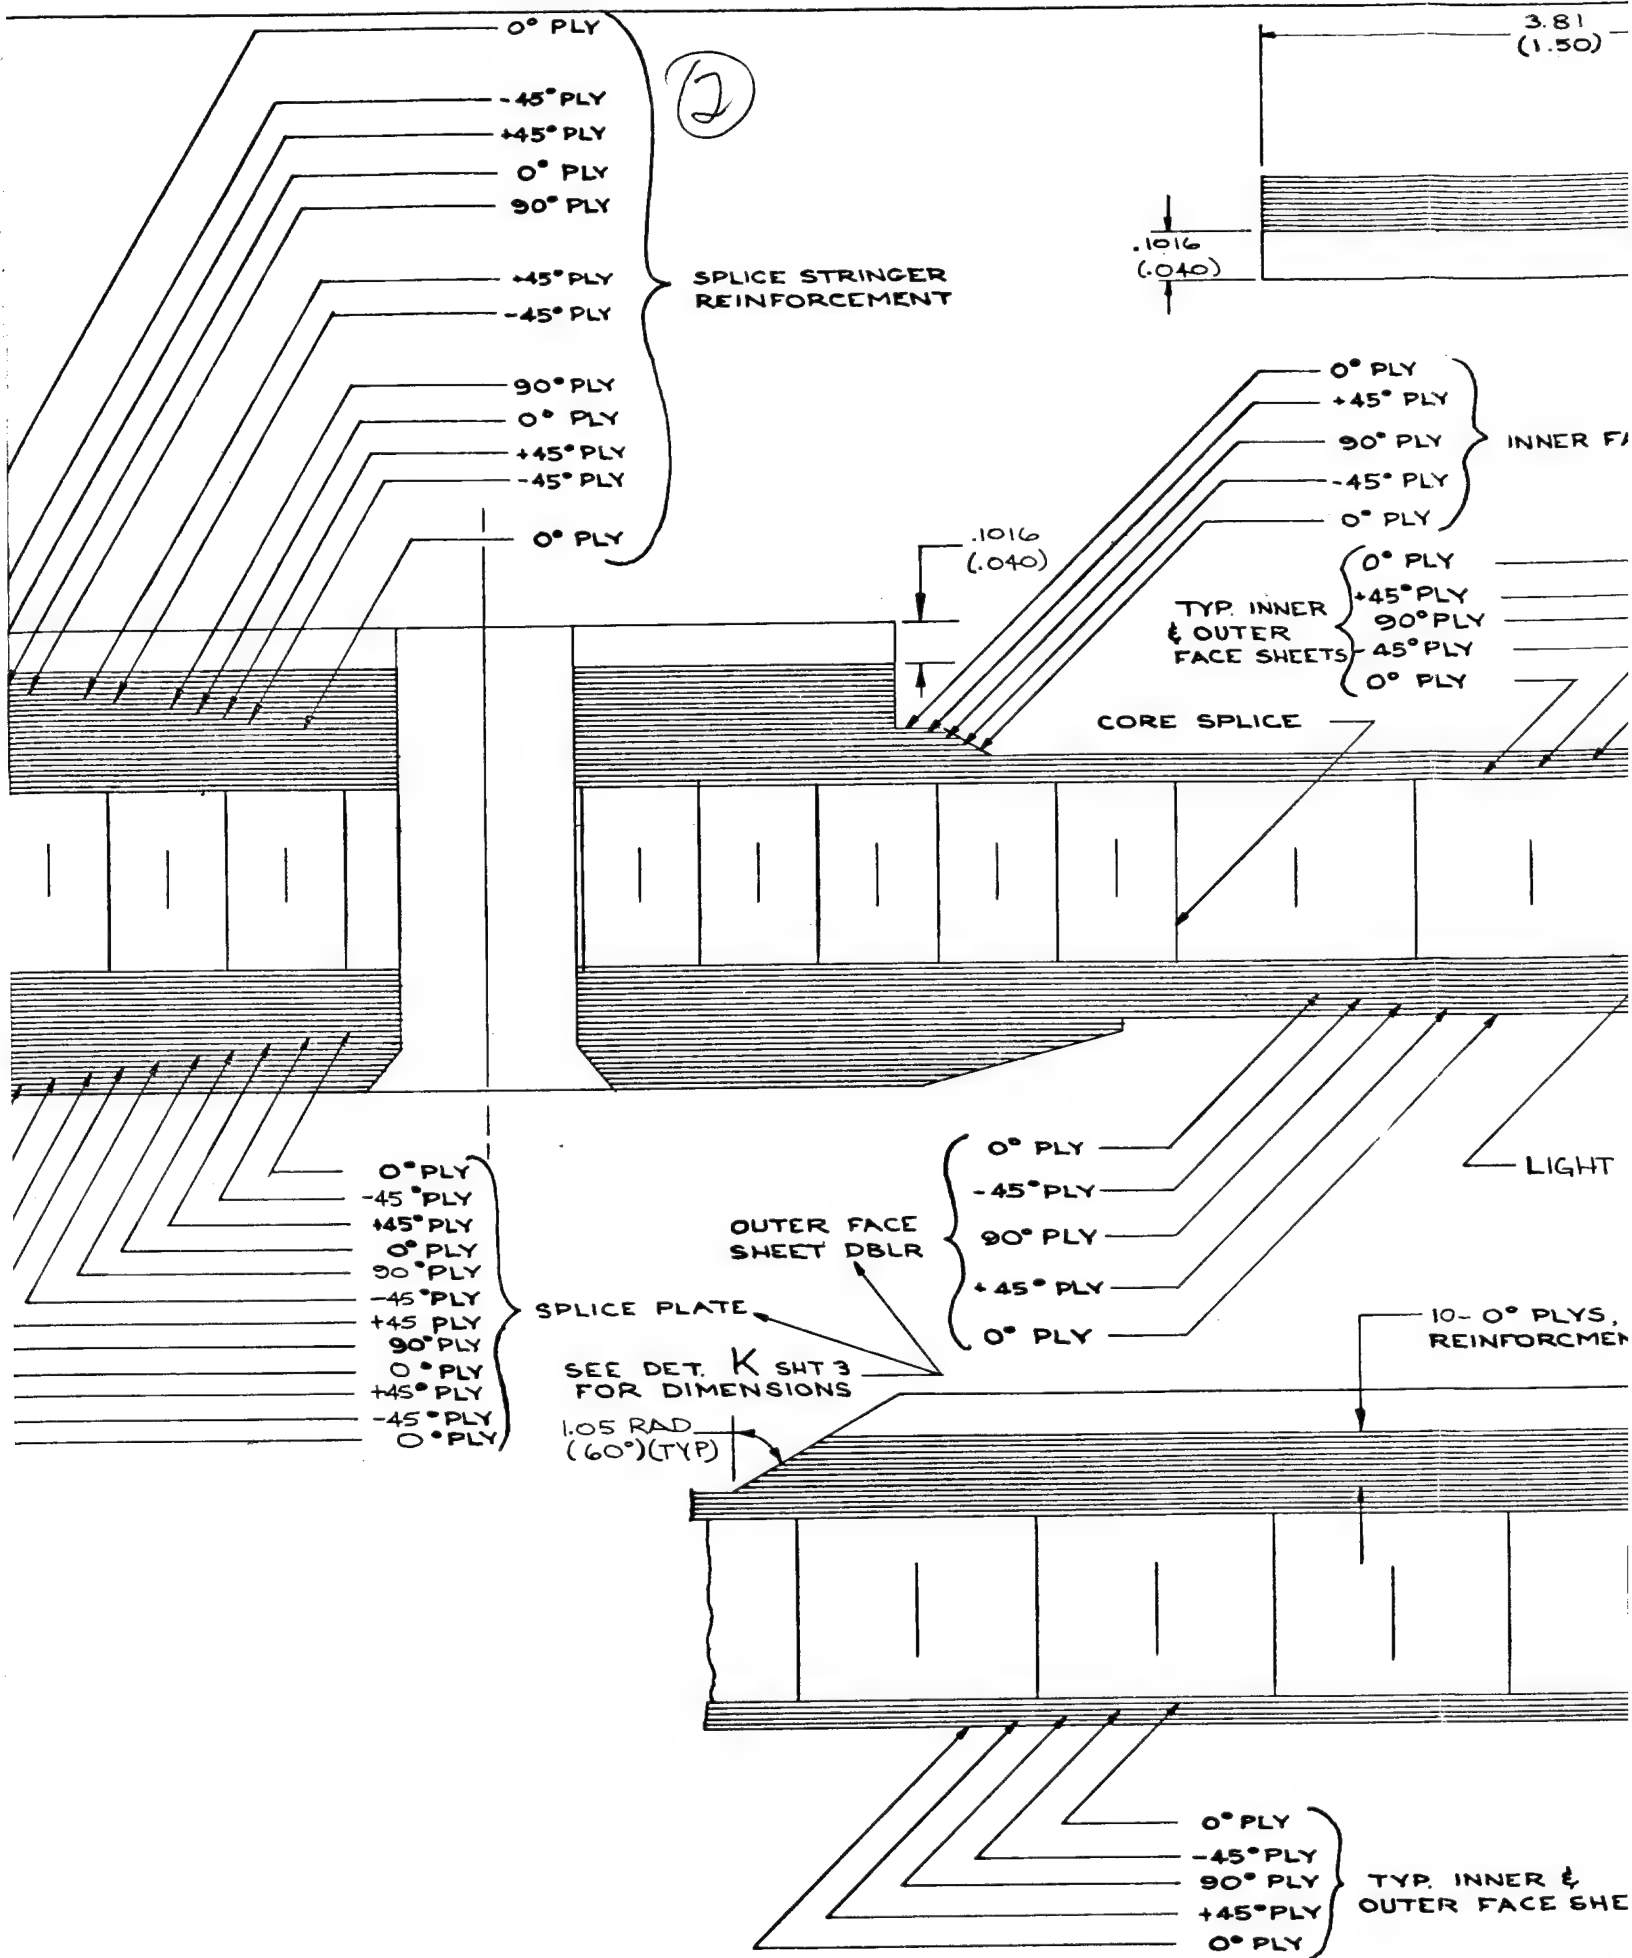 0° PLY
-45° PLY
+45° PLY
0° PLY
90° PLY
+45° PLY
-45° PLY
90° PLY
0° PLY
+45° PLY
-45° PLY
0° PLY
SPLICE STRINGER
REINFORCEMENT
2
3.81
(1.50)
.1016
(.040)
0° PLY
+45° PLY
90° PLY
-45° PLY
0° PLY
INNER FA
.1016
(.040)
TYP. INNER
& OUTER
FACE SHEETS
0° PLY
+45° PLY
90° PLY
-45° PLY
0° PLY
CORE SPLICE
0° PLY
-45° PLY
+45° PLY
0° PLY
90° PLY
-45° PLY
+45 PLY
90° PLY
0° PLY
+45° PLY
-45° PLY
0° PLY
SPLICE PLATE
OUTER FACE
SHEET DBLR
0° PLY
-45° PLY
90° PLY
+45° PLY
0° PLY
LIGHT
SEE DET. K SHT 3
FOR DIMENSIONS
1.05 RAD
(60°)(TYP)
10- 0° PLYS,
REINFORCMEN
0° PLY
-45° PLY
90° PLY
+45° PLY
0° PLY
TYP. INNER &
OUTER FACE SHE